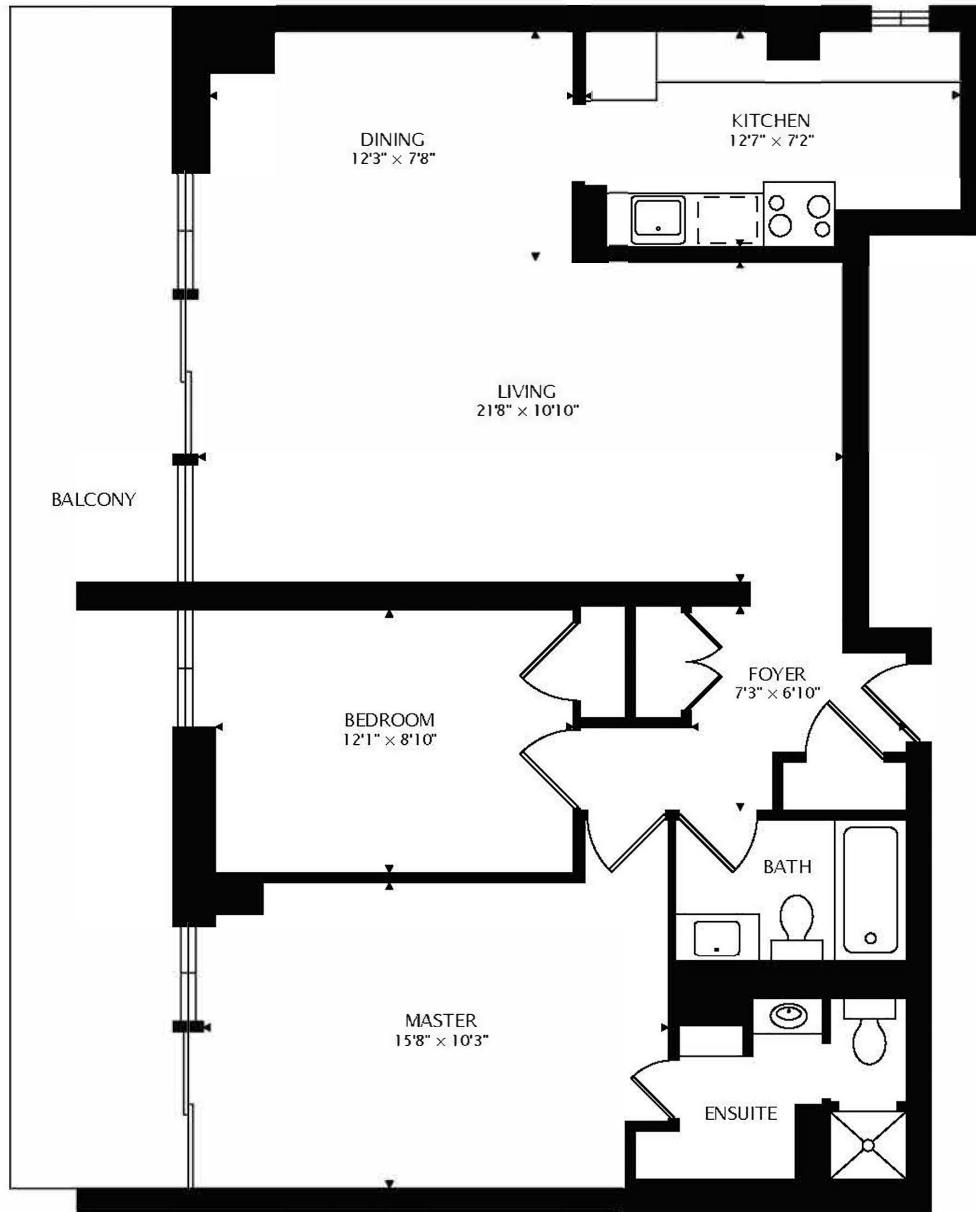 DINING
12'3" × 7'8"
KITCHEN
12'7" × 7'2"
LIVING
21'8" × 10'10"
BALCONY
BEDROOM
12'1" × 8'10"
FOYER
7'3" × 6'10"
BATH
MASTER
15'8" × 10'3"
ENSUITE